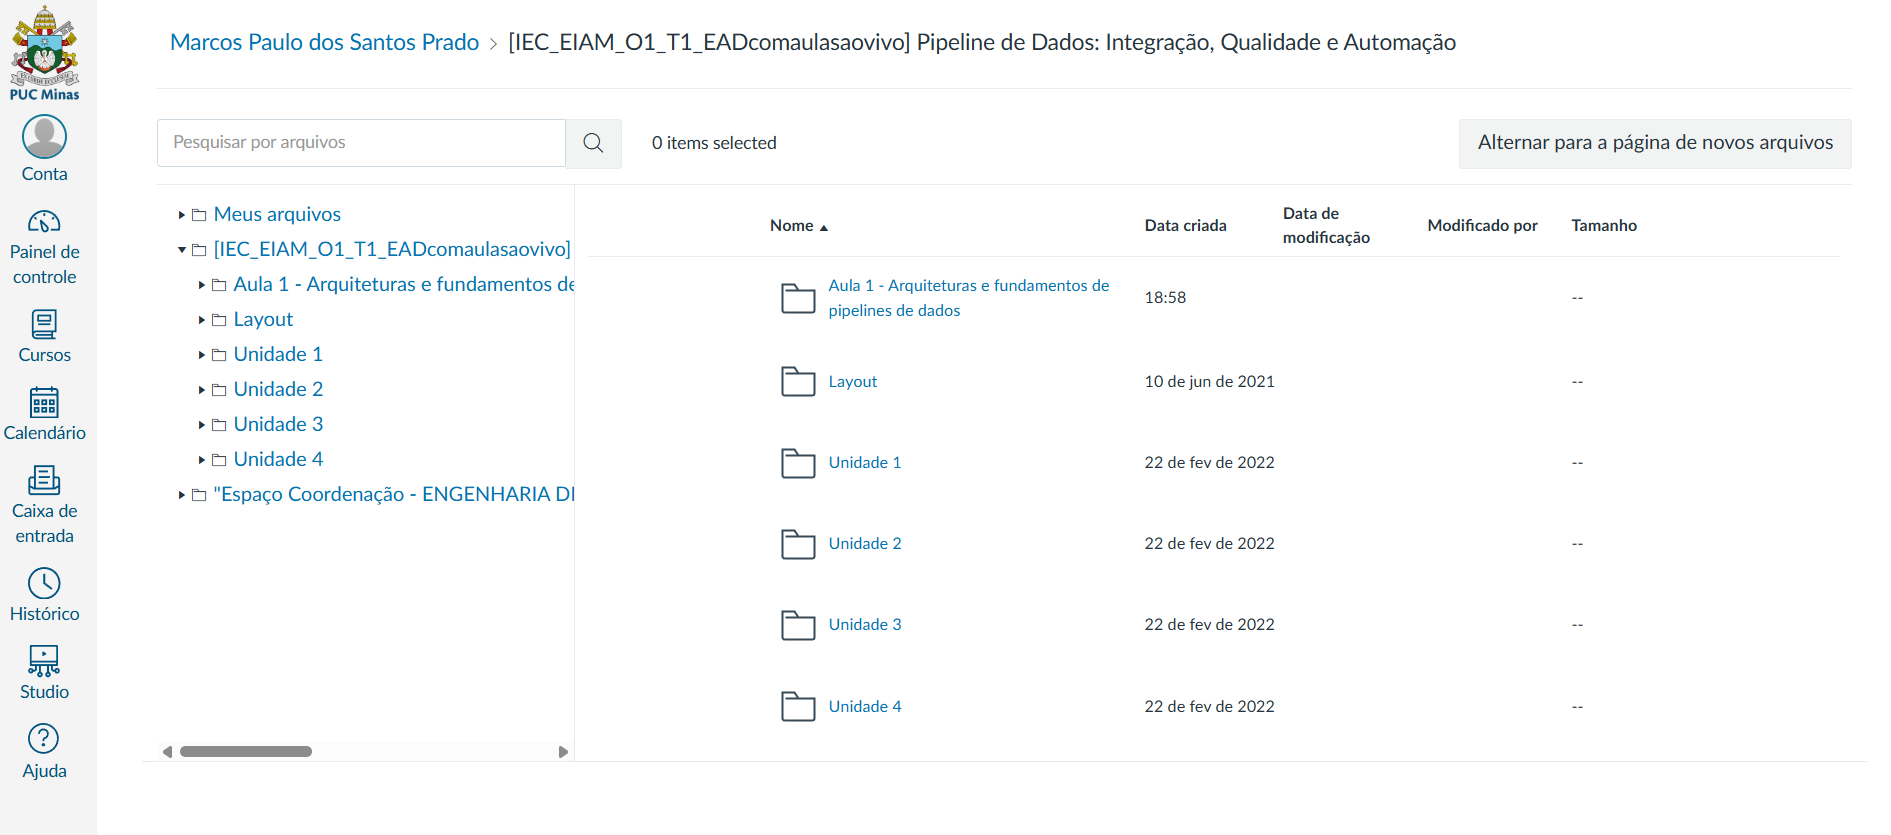 PUC Minas
Conta
Painel de
controle
Cursos
Calendário
Caixa de
entrada
Histórico
Studio
Ajuda
Marcos Paulo dos Santos Prado > [IEC_EIAM_O1_T1_EADcomaulasaovivo] Pipeline de Dados: Integração, Qualidade e Automação
Pesquisar por arquivos
0 items selected
Alternar para a página de novos arquivos
Meus arquivos
[IEC_EIAM_O1_T1_EADcomaulasaovivo]
Aula 1 - Arquiteturas e fundamentos de
Layout
Unidade 1
Unidade 2
Unidade 3
Unidade 4
"Espaço Coordenação - ENGENHARIA DE
Nome Data criada Data de modificação Modificado por Tamanho
Aula 1 - Arquiteturas e fundamentos de
pipelines de dados 18:58 --
Layout 10 de jun de 2021 --
Unidade 1 22 de fev de 2022 --
Unidade 2 22 de fev de 2022 --
Unidade 3 22 de fev de 2022 --
Unidade 4 22 de fev de 2022 --